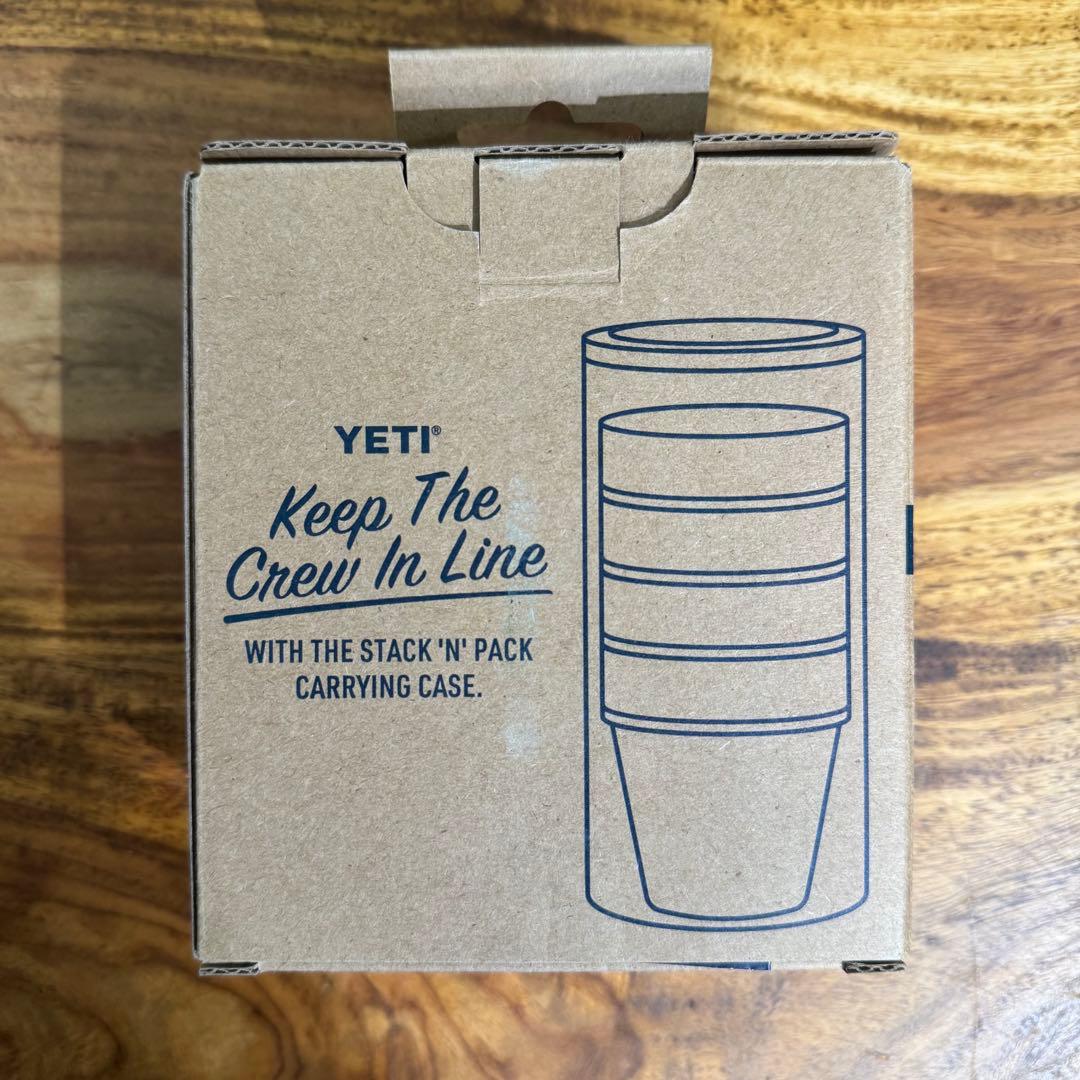 YETI®
Keep The
Crew In Line
WITH THE STACK 'N' PACK
CARRYING CASE.